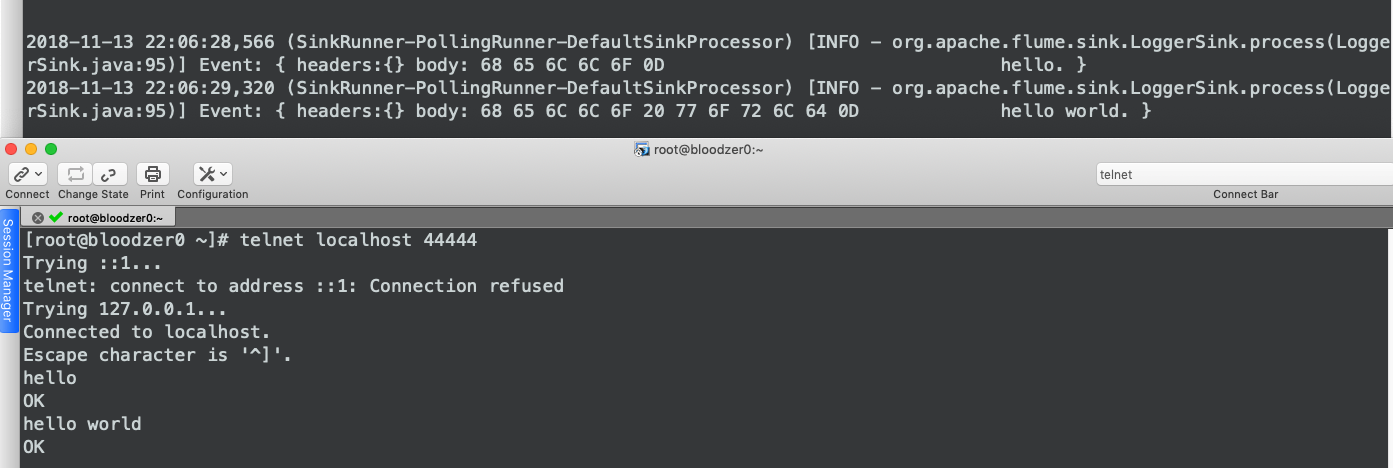 2018-11-13 22:06:28,566 (SinkRunner-PollingRunner-DefaultSinkProcessor) [INFO - org.apache.flume.sink.LoggerSink.process(Logge
rSink.java:95)] Event: { headers:{} body: 68 65 6C 6C 6F 0D                               hello. }
2018-11-13 22:06:29,320 (SinkRunner-PollingRunner-DefaultSinkProcessor) [INFO - org.apache.flume.sink.LoggerSink.process(Logge
rSink.java:95)] Event: { headers:{} body: 68 65 6C 6C 6F 20 77 6F 72 6C 64 0D             hello world. }
root@bloodzer0:~
telnet
Connect Change State Print Configuration Connect Bar
root@bloodzer0:~
Session Manager
[root@bloodzer0 ~]# telnet localhost 44444
Trying ::1...
telnet: connect to address ::1: Connection refused
Trying 127.0.0.1...
Connected to localhost.
Escape character is '^]'.
hello
OK
hello world
OK